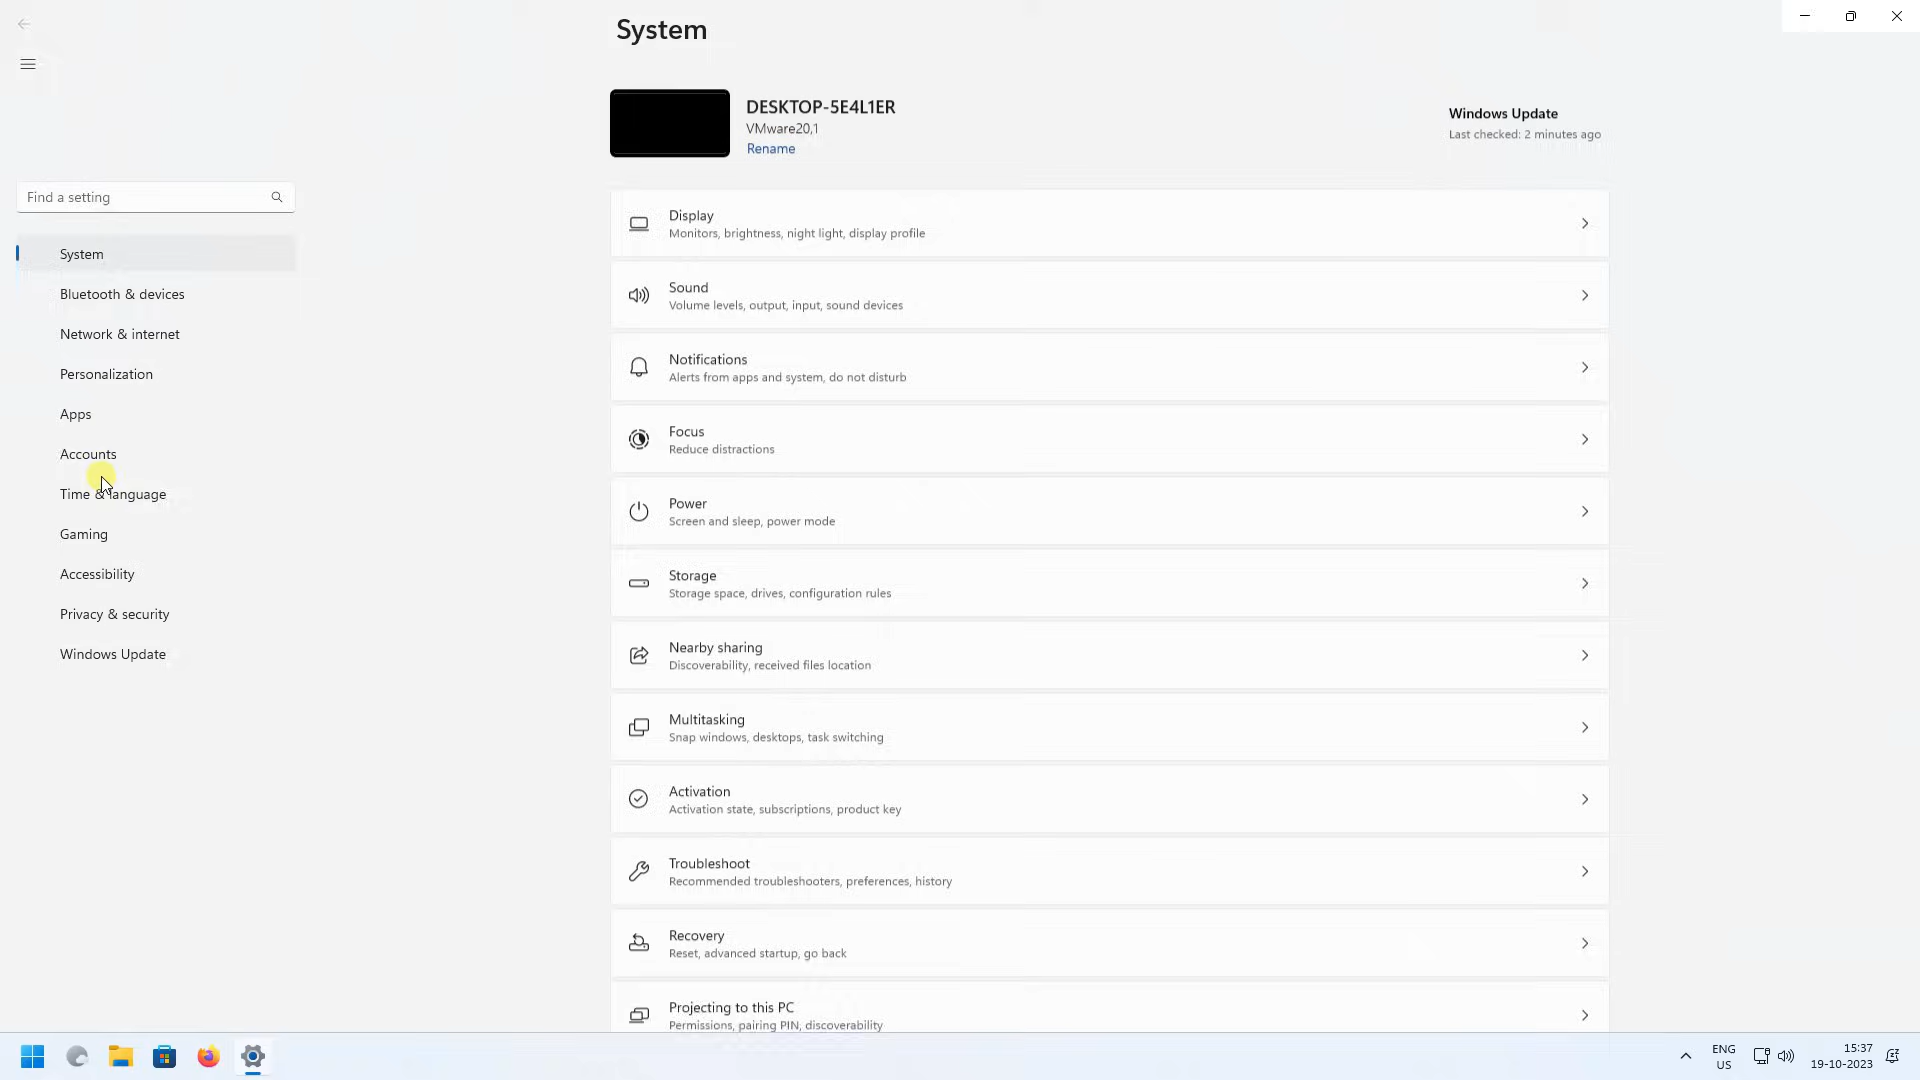 System
DESKTOP-5E4L1ER
VMware20,1
Rename
Windows Update
Last checked: 2 minutes ago
Find a setting
System
Bluetooth & devices
Network & internet
Personalization
Apps
Accounts
Time & language
Gaming
Accessibility
Privacy & security
Windows Update
Display
Monitors, brightness, night light, display profile
Sound
Volume levels, output, input, sound devices
Notifications
Alerts from apps and system, do not disturb
Focus
Reduce distractions
Power
Screen and sleep, power mode
Storage
Storage space, drives, configuration rules
Nearby sharing
Discoverability, received files location
Multitasking
Snap windows, desktops, task switching
Activation
Activation state, subscriptions, product key
Troubleshoot
Recommended troubleshooters, preferences, history
Recovery
Reset, advanced startup, go back
Projecting to this PC
Permissions, pairing PIN, discoverability
ENG
US
15:37
19-10-2023